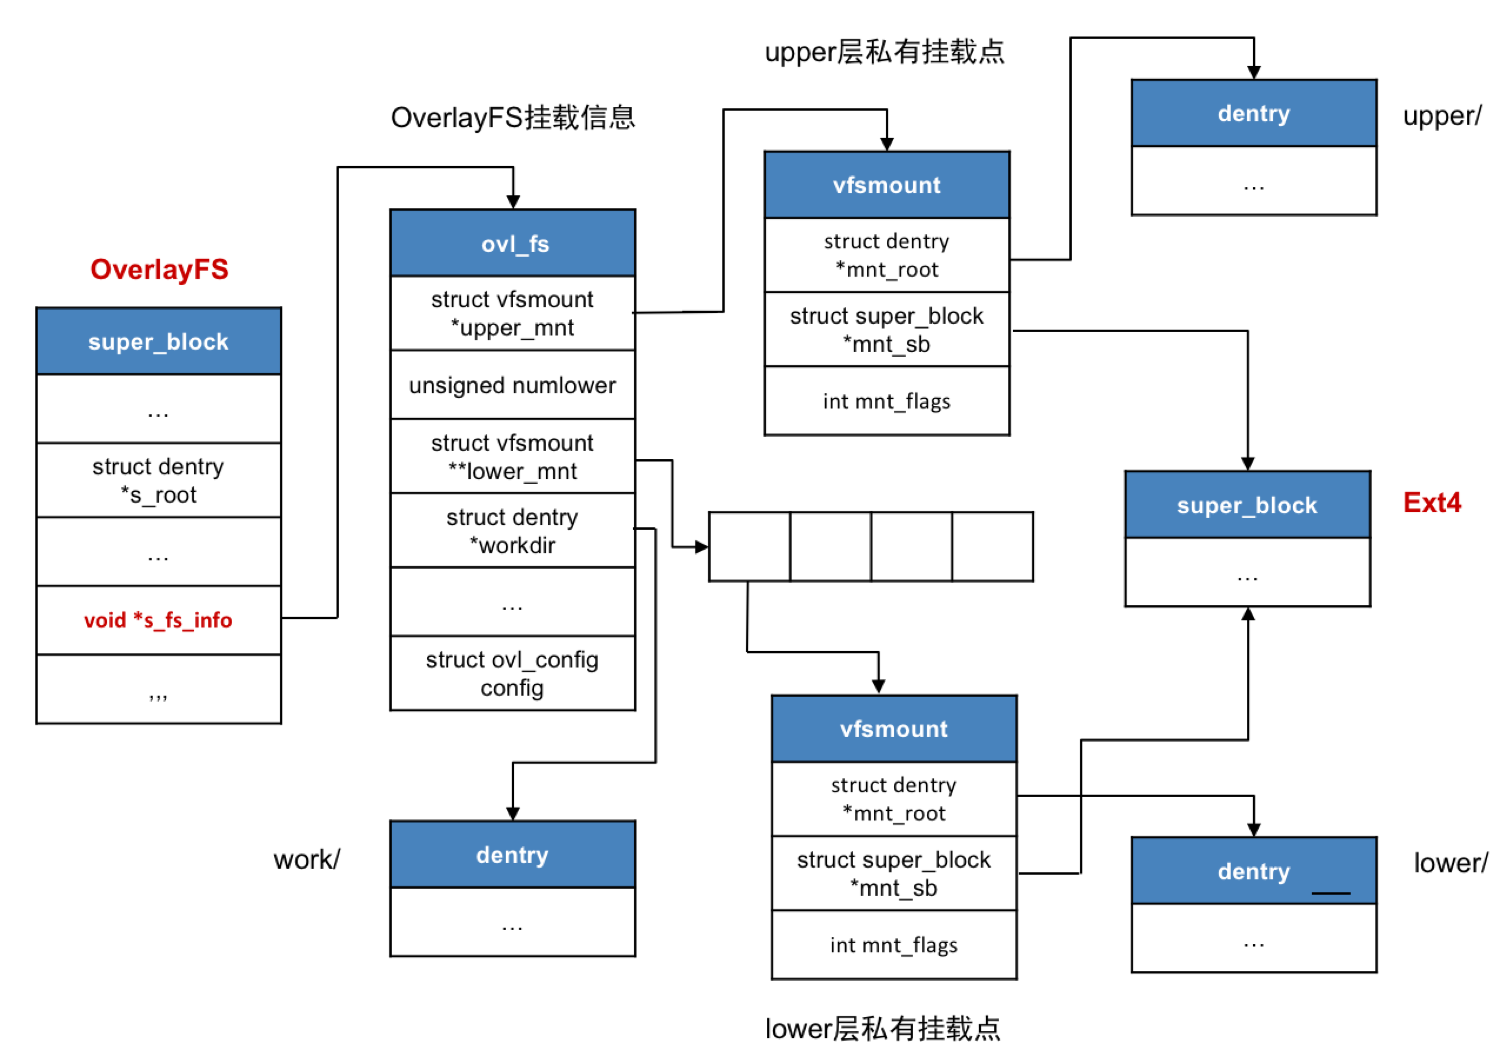 OverlayFS
super_block
...
struct dentry
*s_root
...
void *s_fs_info
,,,
OverlayFS挂载信息
ovl_fs
struct vfsmount
*upper_mnt
unsigned numlower
struct vfsmount
**lower_mnt
struct dentry
*workdir
...
struct ovl_config
config
work/
dentry
...
upper层私有挂载点
vfsmount
struct dentry
*mnt_root
struct super_block
*mnt_sb
int mnt_flags
dentry
upper/
...
super_block
Ext4
...
vfsmount
struct dentry
*mnt_root
struct super_block
*mnt_sb
int mnt_flags
lower层私有挂载点
dentry
lower/
...